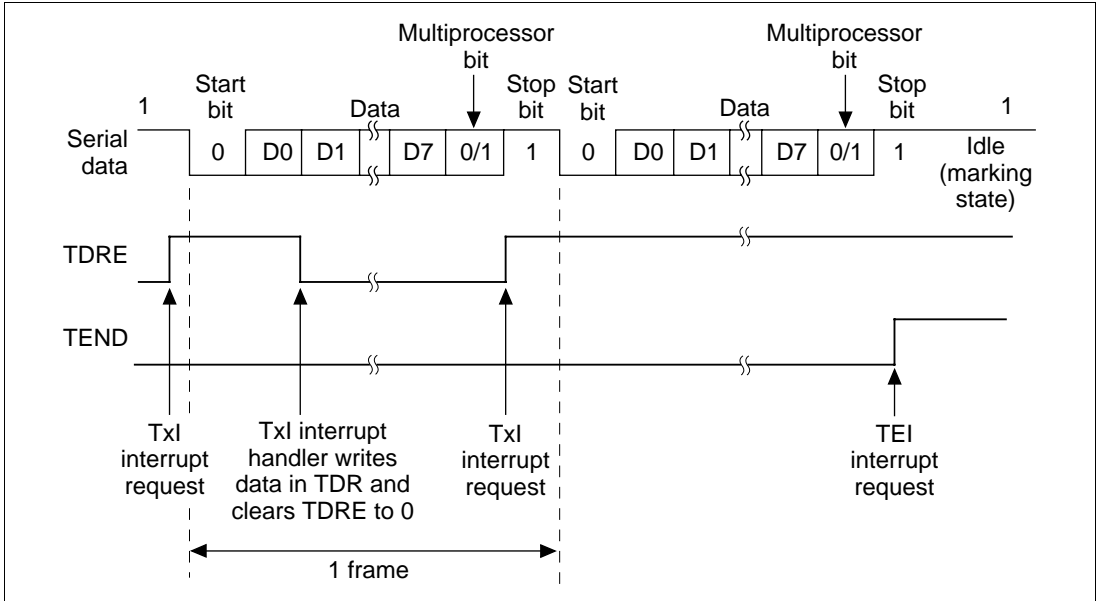 Multiprocessor
bit
Multiprocessor
bit
Start
bit
Stop
bit
Start
bit
Stop
bit
1
Data
Data
1
Serial
data
0
D0
D1
D7
0/1
1
0
D0
D1
D7
0/1
1
Idle
(marking
state)
TDRE
TEND
TxI
interrupt
request
TxI interrupt
handler writes
data in TDR and
clears TDRE to 0
TxI
interrupt
request
TEI
interrupt
request
1 frame